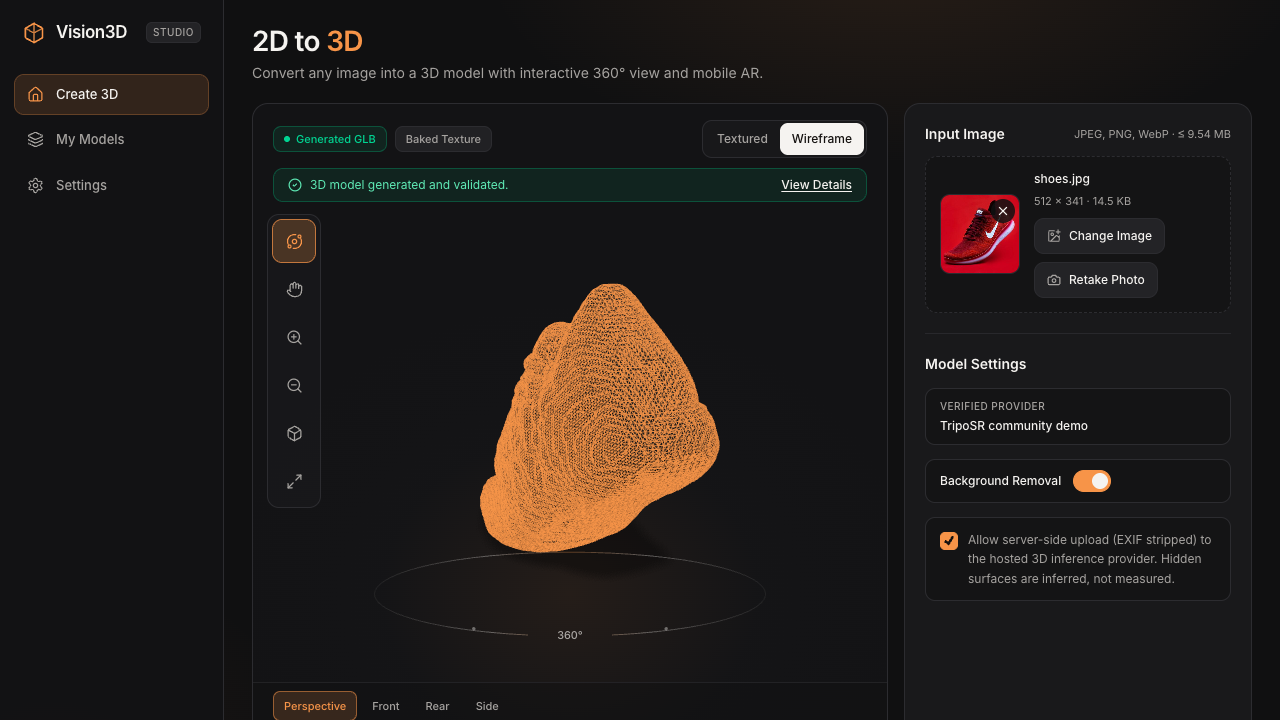 Vision3D
STUDIO
Create 3D
My Models
Settings
2D to 3D
Convert any image into a 3D model with interactive 360° view and mobile AR.
Generated GLB
Baked Texture
Textured
Wireframe
3D model generated and validated.
View Details
360°
Perspective
Front
Rear
Side
Input Image
JPEG, PNG, WebP · ≤ 9.54 MB
shoes.jpg
512 × 341 · 14.5 KB
Change Image
Retake Photo
Model Settings
VERIFIED PROVIDER
TripoSR community demo
Background Removal
Allow server-side upload (EXIF stripped) to
the hosted 3D inference provider. Hidden
surfaces are inferred, not measured.